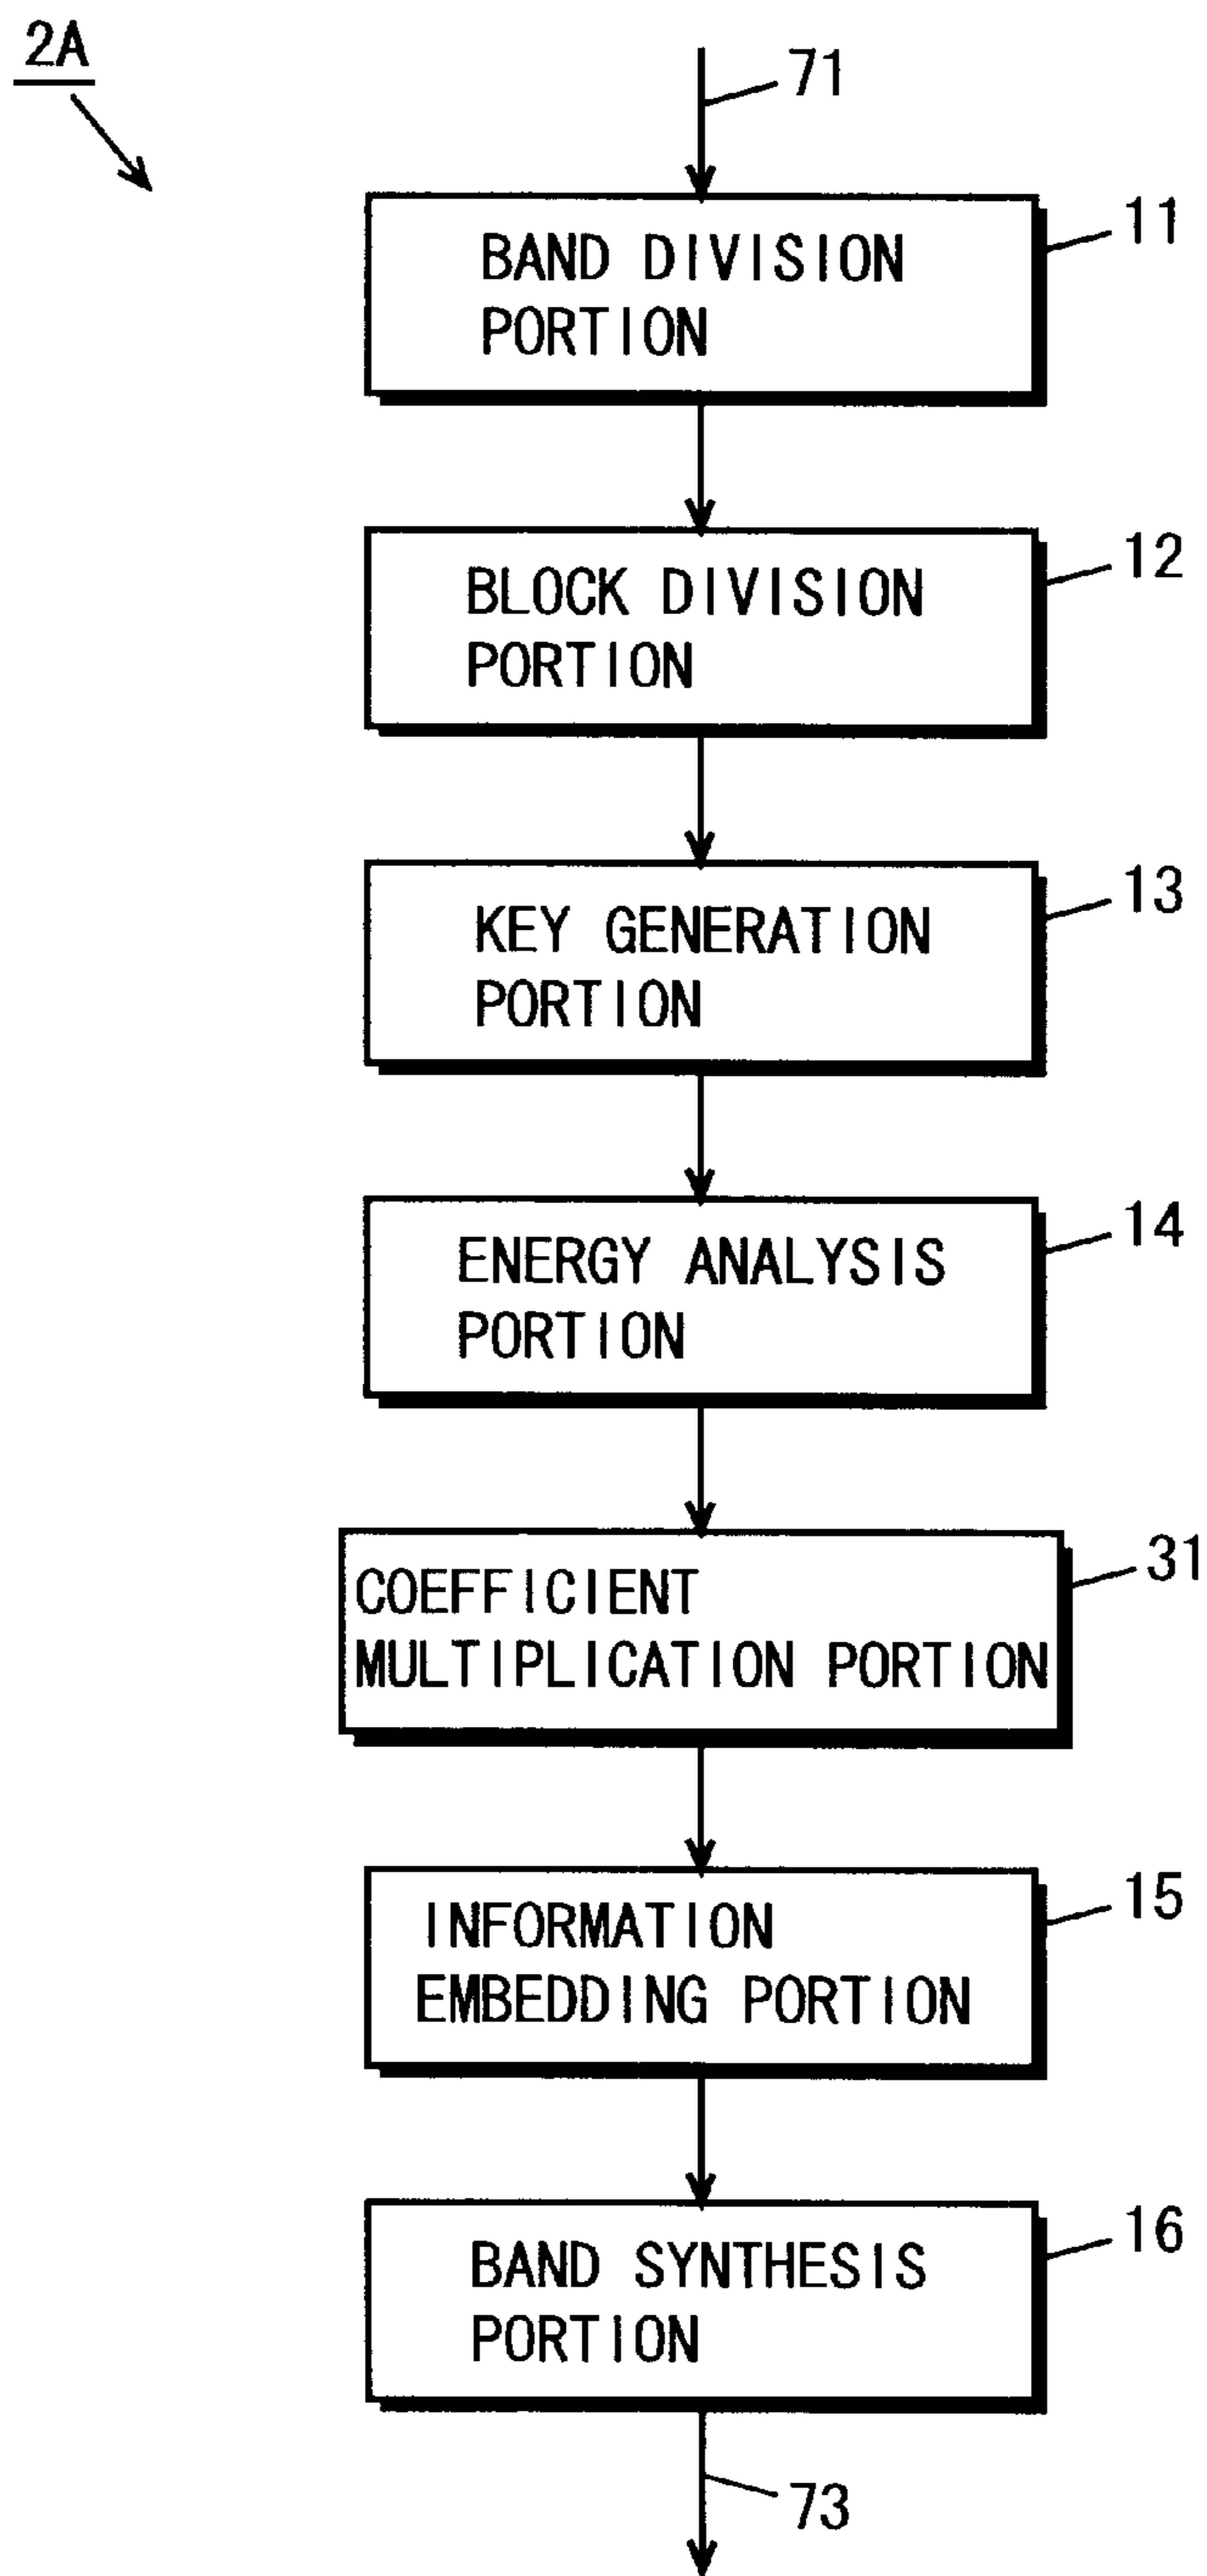 2A
71
11
BAND DIVISION
PORTION
12
BLOCK DIVISION
PORTION
13
KEY GENERATION
PORTION
14
ENERGY ANALYSIS
PORTION
31
COEFFICIENT
MULTIPLICATION PORTION
15
INFORMATION
EMBEDDING PORTION
16
BAND SYNTHESIS
PORTION
73